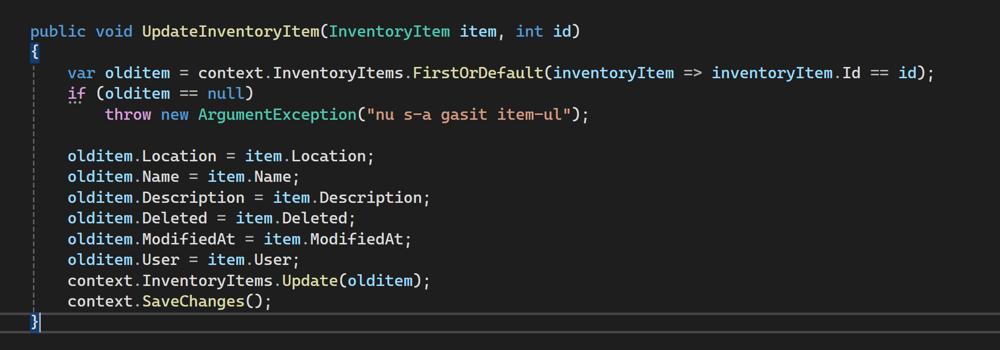 public void UpdateInventoryItem(InventoryItem item, int id)
{
    var olditem = context.InventoryItems.FirstOrDefault(inventoryItem => inventoryItem.Id == id);
    if (olditem == null)
        throw new ArgumentException("nu s-a gasit item-ul");

    olditem.Location = item.Location;
    olditem.Name = item.Name;
    olditem.Description = item.Description;
    olditem.Deleted = item.Deleted;
    olditem.ModifiedAt = item.ModifiedAt;
    olditem.User = item.User;
    context.InventoryItems.Update(olditem);
    context.SaveChanges();
}